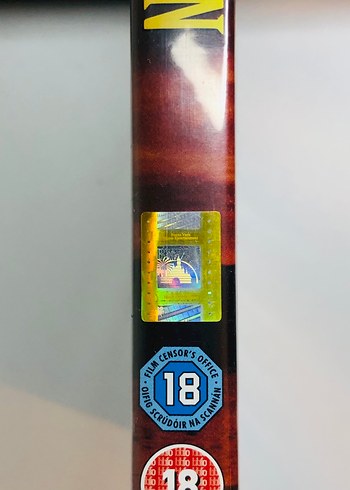 N
FILM CENSOR'S OFFICE
18
OIFIG SCRÚDÓIR NA SCANNÁN
18